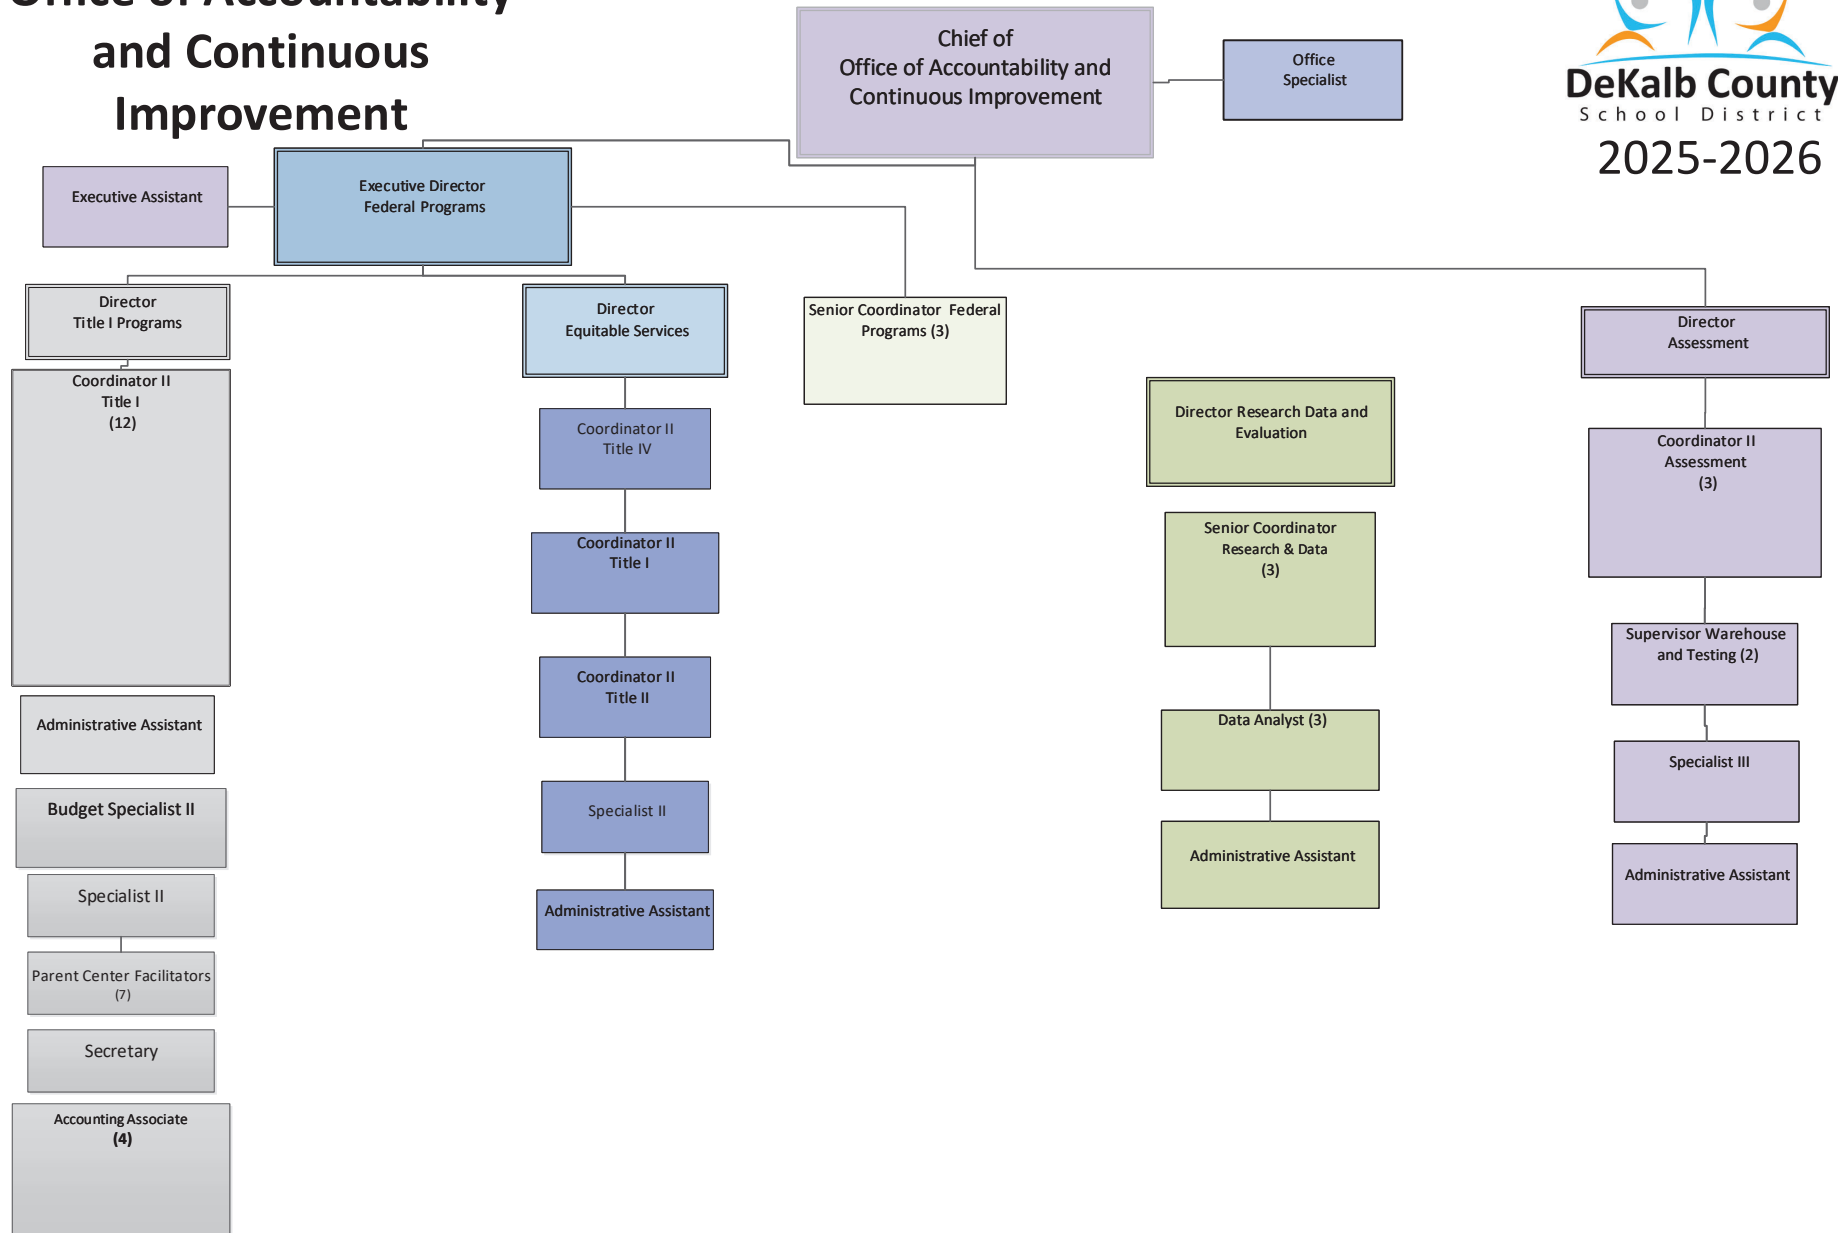 Office of Accountability
and Continuous
Improvement
Chief of
Office of Accountability and
Continuous Improvement
Office
Specialist
DeKalb County
School District
2025-2026
Executive Assistant
Executive Director
Federal Programs
Director
Title I Programs
Director
Equitable Services
Senior Coordinator Federal
Programs (3)
Director
Assessment
Coordinator II
Title I
(12)
Coordinator II
Title IV
Director Research Data and
Evaluation
Coordinator II
Assessment
(3)
Coordinator II
Title I
Senior Coordinator
Research & Data
(3)
Coordinator II
Title II
Supervisor Warehouse
and Testing (2)
Administrative Assistant
Data Analyst (3)
Specialist III
Budget Specialist II
Specialist II
Administrative Assistant
Administrative Assistant
Specialist II
Administrative Assistant
Parent Center Facilitators
(7)
Secretary
Accounting Associate
(4)